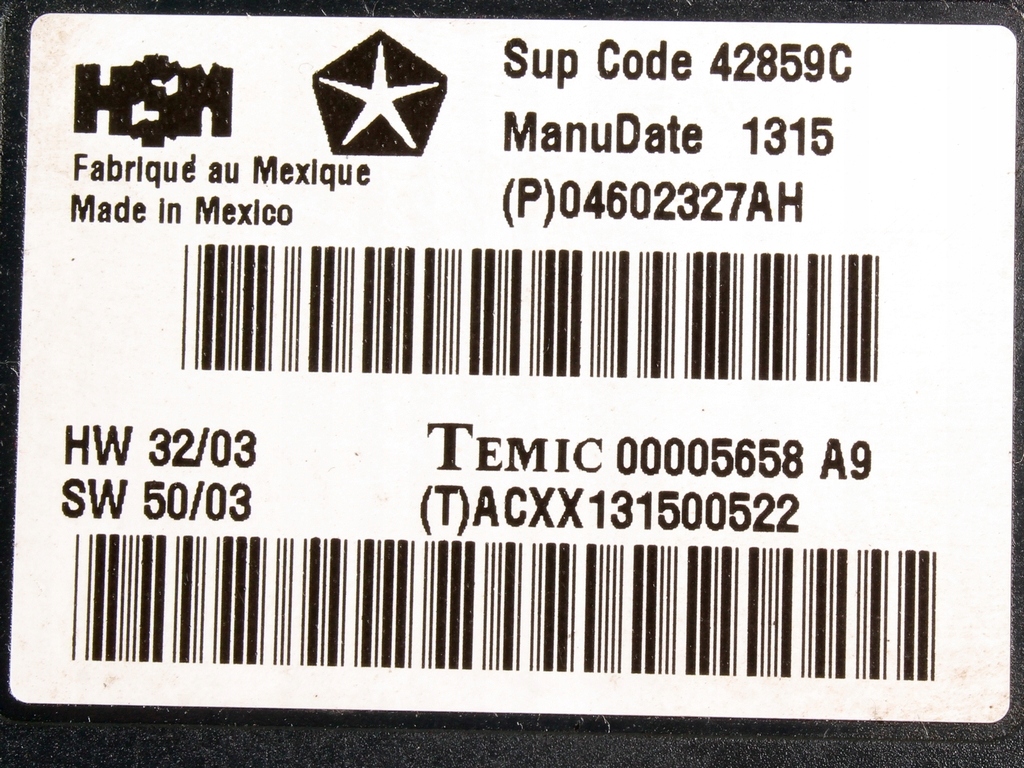 Fabriqué au Mexique
Made in Mexico
Sup Code 42859C
ManuDate 1315
(P)04602327AH
HW 32/03
SW 50/03
TEMIC 00005658 A9
(T)ACXX131500522